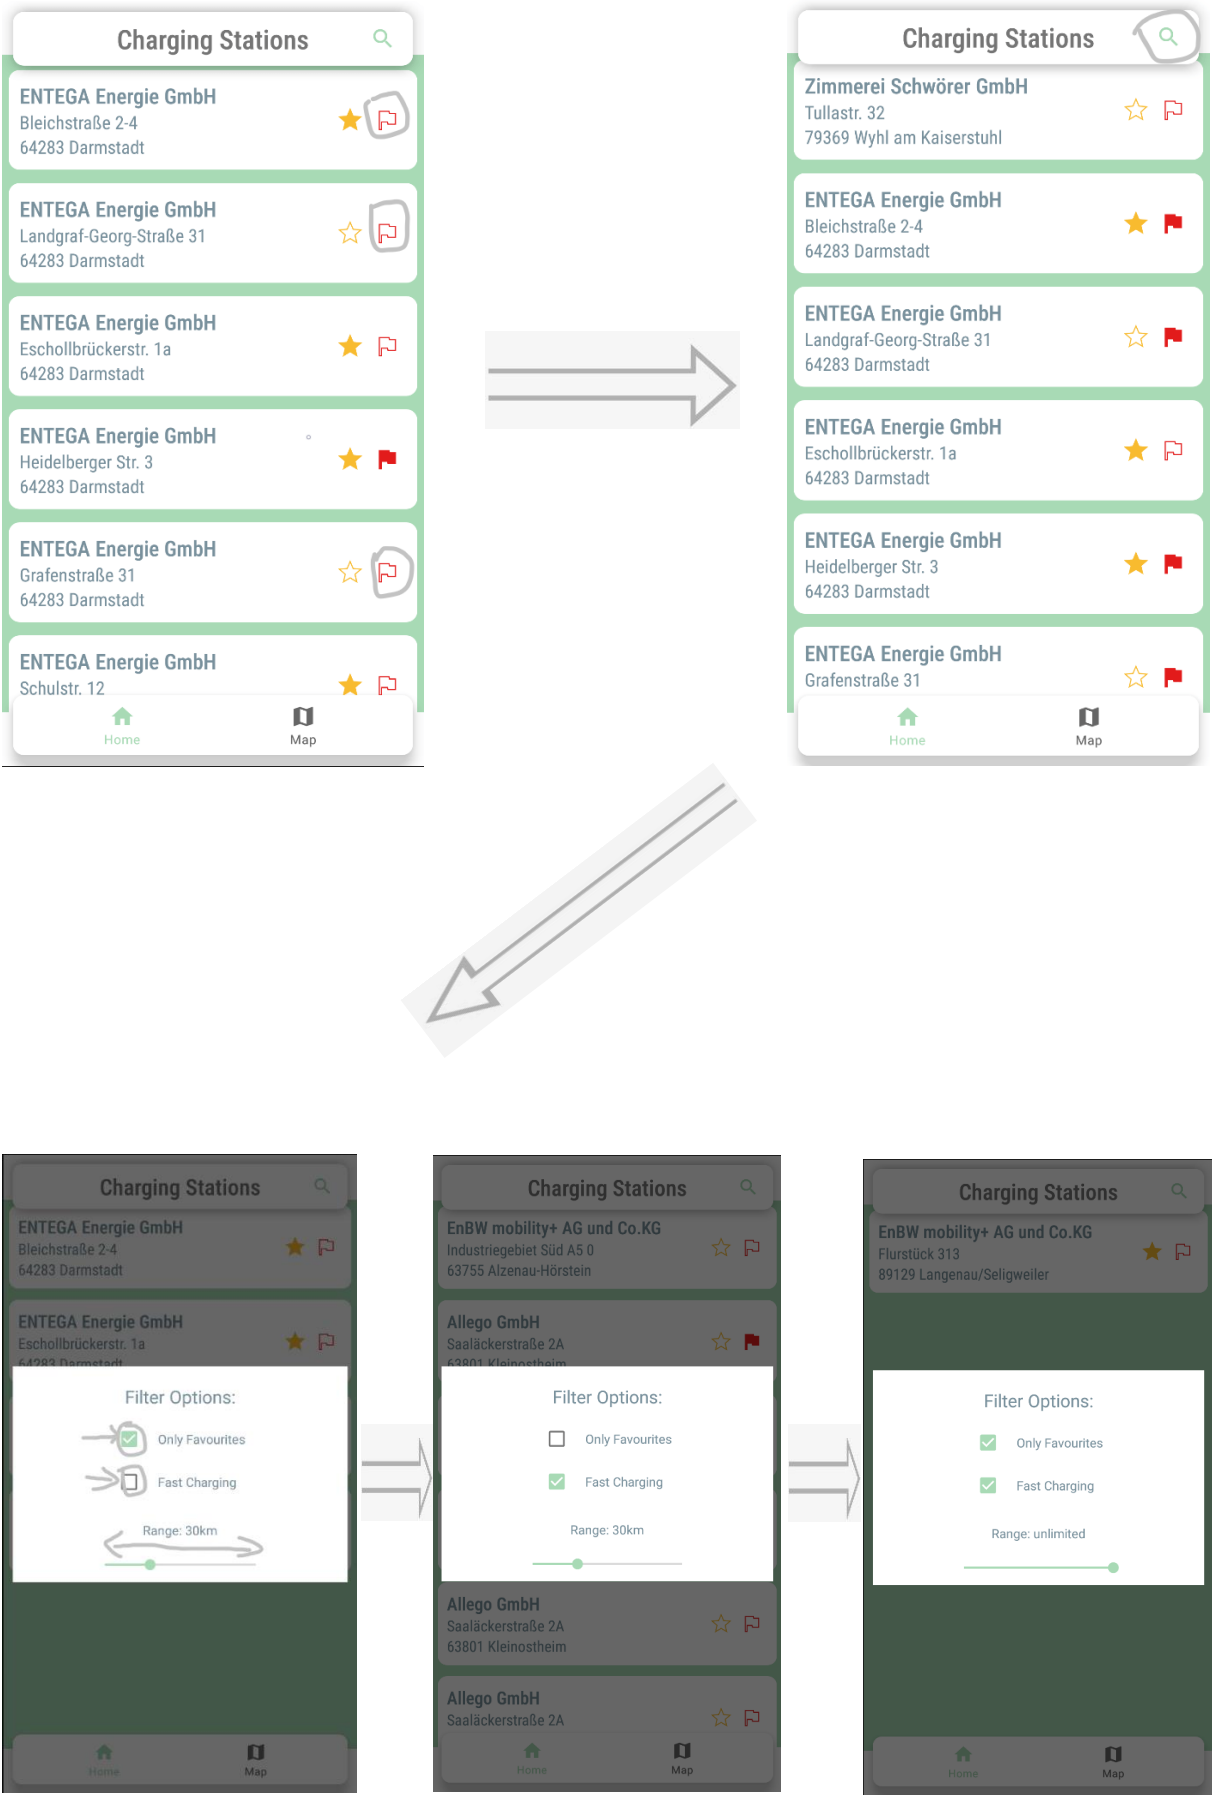 Charging Stations
ENTEGA Energie GmbH
Bleichstraße 2-4
64283 Darmstadt
ENTEGA Energie GmbH
Landgraf-Georg-Straße 31
64283 Darmstadt
ENTEGA Energie GmbH
Eschollbrückerstr. 1a
64283 Darmstadt
ENTEGA Energie GmbH
Heidelberger Str. 3
64283 Darmstadt
ENTEGA Energie GmbH
Grafenstraße 31
64283 Darmstadt
ENTEGA Energie GmbH
Schulstr. 12
Home
Map
Charging Stations
Zimmerei Schwörer GmbH
Tullastr. 32
79369 Wyhl am Kaiserstuhl
ENTEGA Energie GmbH
Bleichstraße 2-4
64283 Darmstadt
ENTEGA Energie GmbH
Landgraf-Georg-Straße 31
64283 Darmstadt
ENTEGA Energie GmbH
Eschollbrückerstr. 1a
64283 Darmstadt
ENTEGA Energie GmbH
Heidelberger Str. 3
64283 Darmstadt
ENTEGA Energie GmbH
Grafenstraße 31
Home
Map
Charging Stations
ENTEGA Energie GmbH
Bleichstraße 2-4
64283 Darmstadt
ENTEGA Energie GmbH
Eschollbrückerstr. 1a
64283 Darmstadt
Filter Options:
Only Favourites
Fast Charging
Range: 30km
Home
Map
Charging Stations
EnBW mobility+ AG und Co.KG
Industriegebiet Süd A5 0
63755 Alzenau-Hörstein
Allego GmbH
Saaläckerstraße 2A
63801 Kleinostheim
Filter Options:
Only Favourites
Fast Charging
Range: 30km
Allego GmbH
Saaläckerstraße 2A
63801 Kleinostheim
Allego GmbH
Saaläckerstraße 2A
Home
Map
Charging Stations
EnBW mobility+ AG und Co.KG
Flurstück 313
89129 Langenau/Seligweiler
Filter Options:
Only Favourites
Fast Charging
Range: unlimited
Home
Map